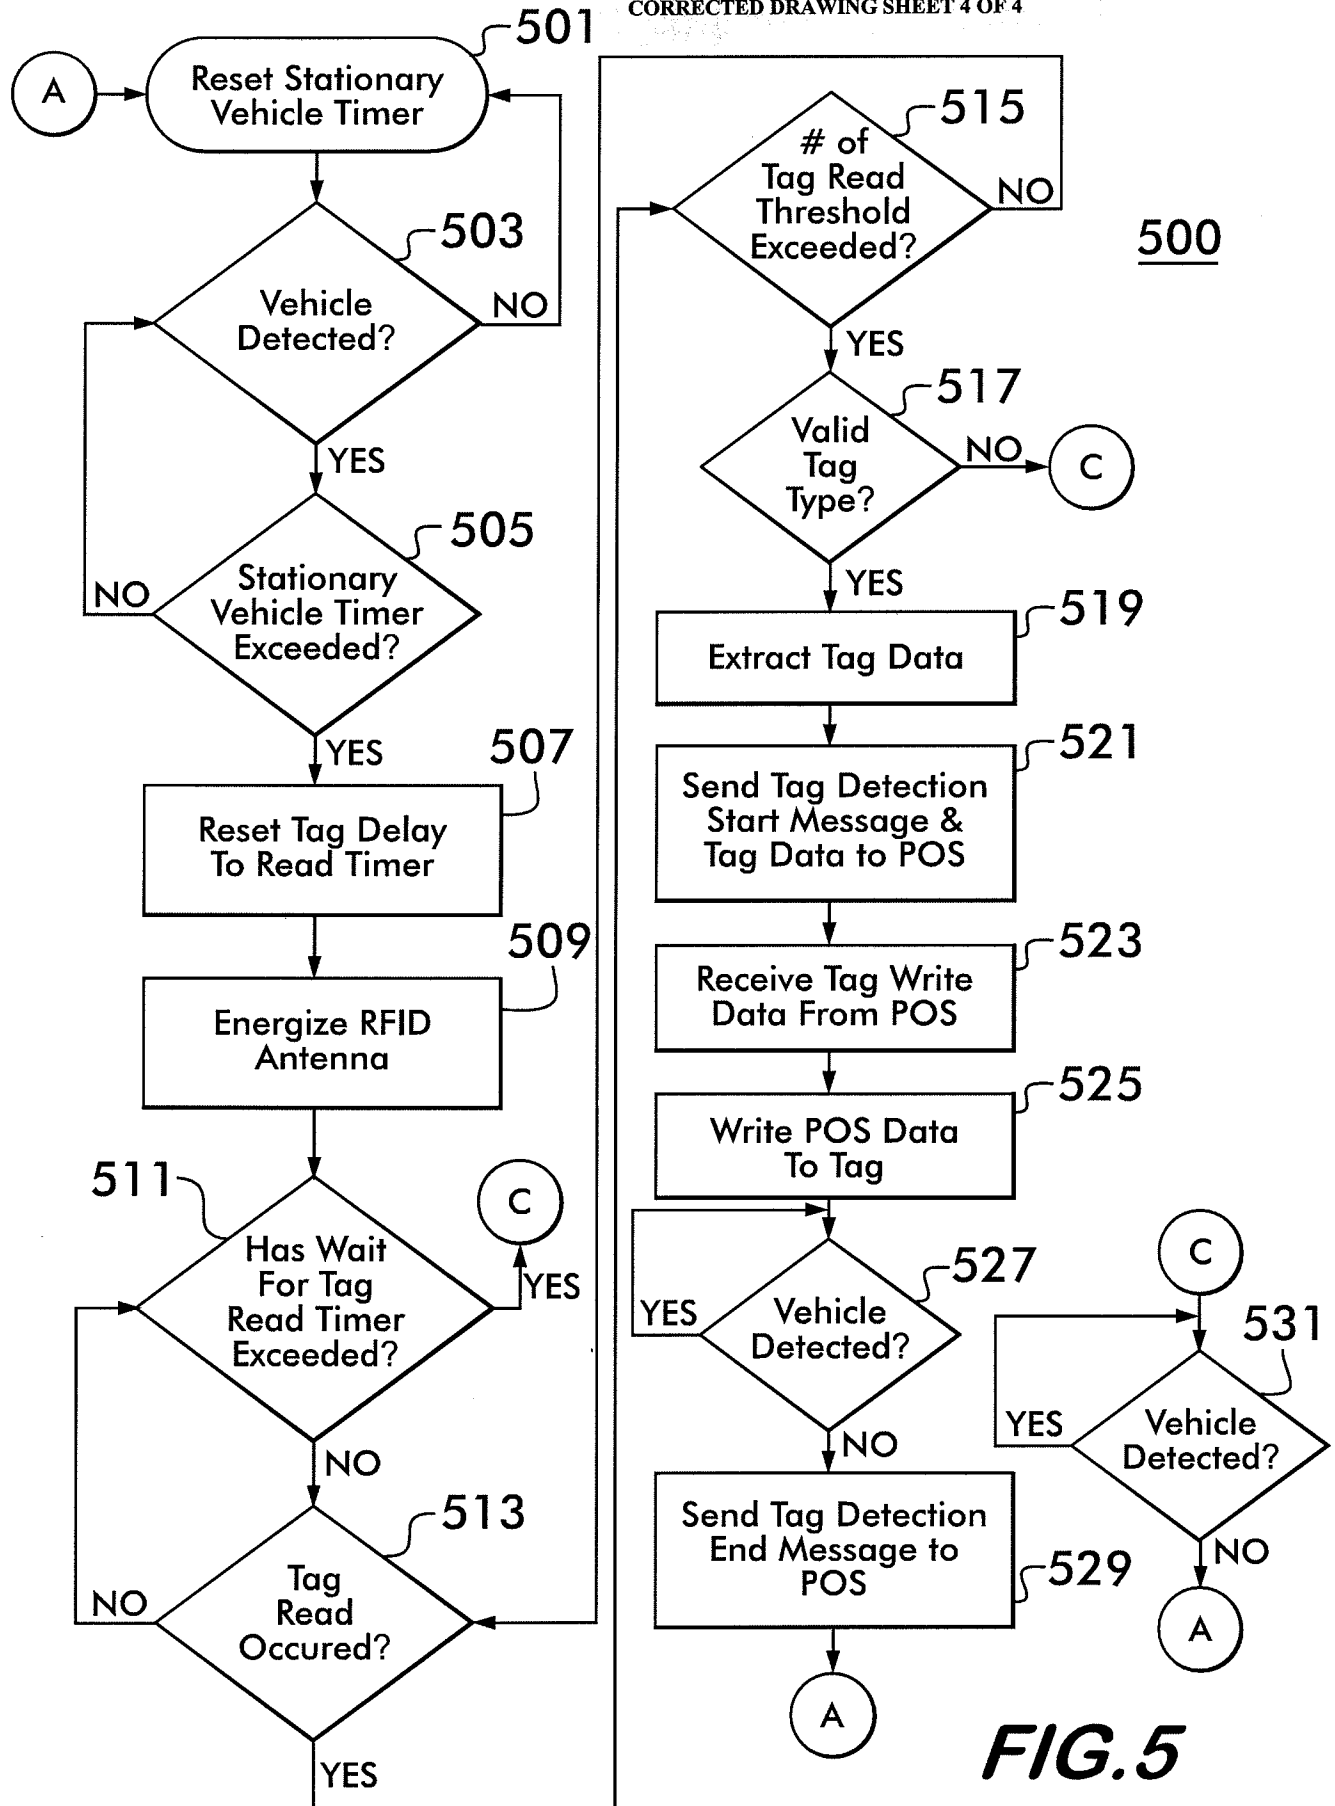 CORRECTED DRAWING SHEET 4 OF 4
A
Reset Stationary
Vehicle Timer
501
Vehicle
Detected?
503
NO
YES
Stationary
Vehicle Timer
Exceeded?
505
NO
YES
507
Reset Tag Delay
To Read Timer
509
Energize RFID
Antenna
511
Has Wait
For Tag
Read Timer
Exceeded?
C
YES
NO
513
Tag
Read
Occured?
NO
YES
515
# of
Tag Read
Threshold
Exceeded?
NO
500
YES
517
Valid
Tag
Type?
NO
C
YES
519
Extract Tag Data
521
Send Tag Detection
Start Message &
Tag Data to POS
523
Receive Tag Write
Data From POS
525
Write POS Data
To Tag
527
Vehicle
Detected?
YES
NO
Send Tag Detection
End Message to
POS
529
A
C
531
Vehicle
Detected?
YES
NO
A
FIG.5